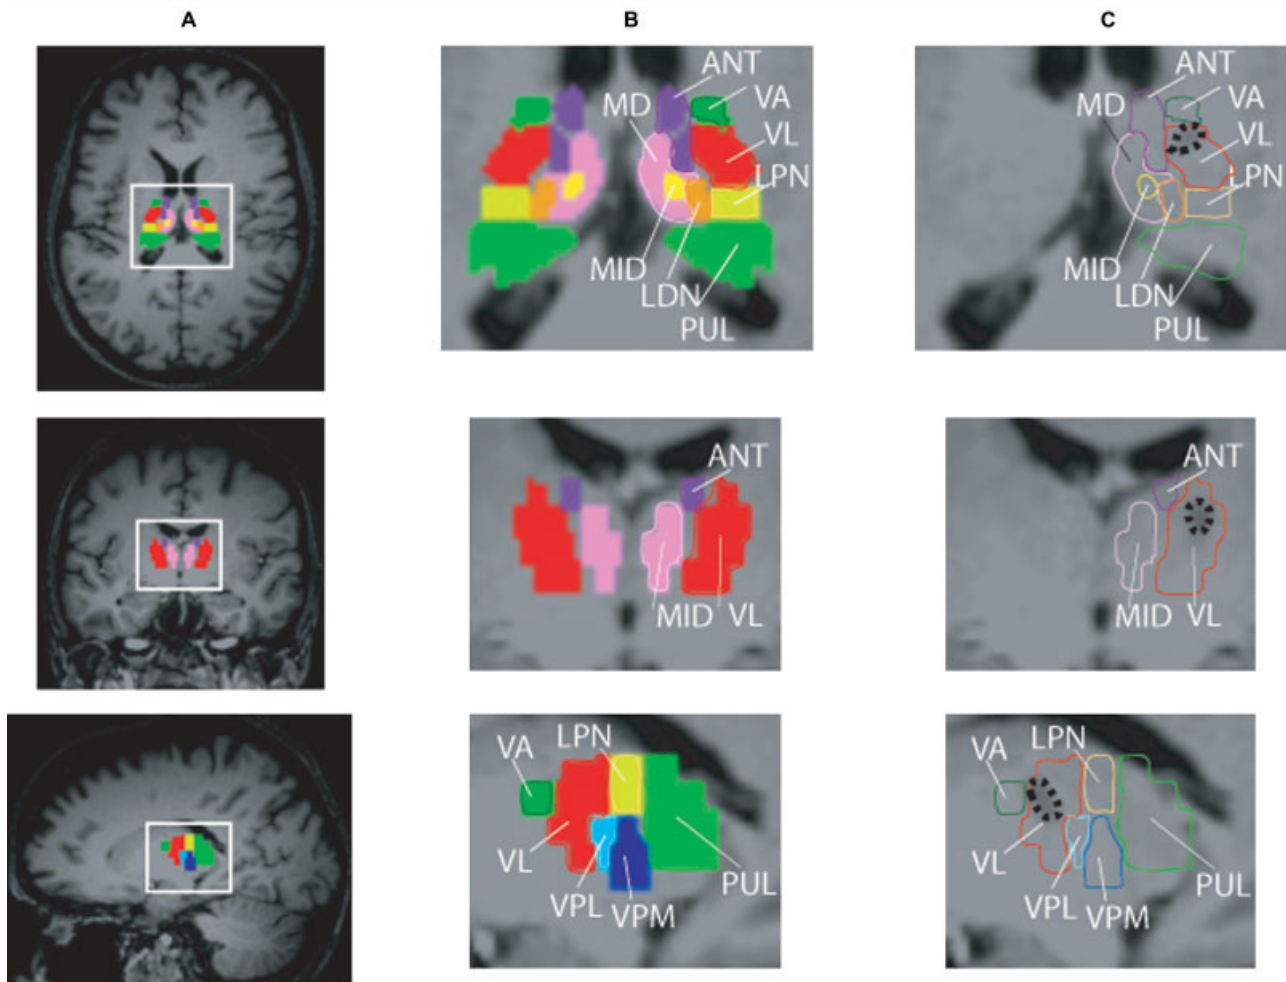 A
B
C
ANT
MD
VA
VL
LPN
MID
LDN
PUL
ANT
MD
VA
VL
LPN
MID
LDN
PUL
ANT
MID
VL
ANT
MID
VL
LPN
VA
VL
VPL
VPM
PUL
LPN
VA
VL
VPL
VPM
PUL